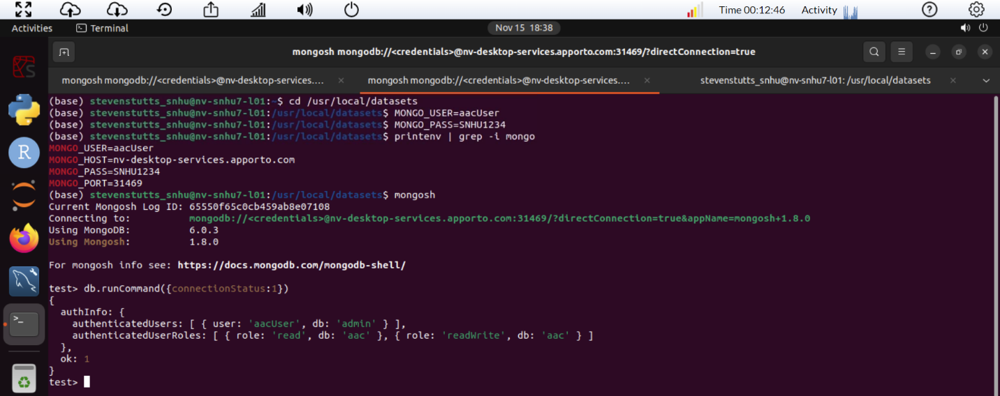 Time 00:12:46 Activity
Activities Terminal Nov 15 18:38
mongosh mongodb://<credentials>@nv-desktop-services.apporto.com:31469/?directConnection=true
mongosh mongodb://<credentials>@nv-desktop-services.... mongosh mongodb://<credentials>@nv-desktop-services.... stevenstutts_snhu@nv-snhu7-l01: /usr/local/datasets
(base) stevenstutts_snhu@nv-snhu7-l01:~$ cd /usr/local/datasets
(base) stevenstutts_snhu@nv-snhu7-l01:/usr/local/datasets$ MONGO_USER=aacUser
(base) stevenstutts_snhu@nv-snhu7-l01:/usr/local/datasets$ MONGO_PASS=SNHU1234
(base) stevenstutts_snhu@nv-snhu7-l01:/usr/local/datasets$ printenv | grep -i mongo
MONGO_USER=aacUser
MONGO_HOST=nv-desktop-services.apporto.com
MONGO_PASS=SNHU1234
MONGO_PORT=31469
(base) stevenstutts_snhu@nv-snhu7-l01:/usr/local/datasets$ mongosh
Current Mongosh Log ID: 65550f65c0cb459ab8e07108
Connecting to: mongodb://<credentials>@nv-desktop-services.apporto.com:31469/?directConnection=true&appName=mongosh+1.8.0
Using MongoDB: 6.0.3
Using Mongosh: 1.8.0
For mongosh info see: https://docs.mongodb.com/mongodb-shell/
test> db.runCommand({connectionStatus:1})
{
  authInfo: {
    authenticatedUsers: [ { user: 'aacUser', db: 'admin' } ],
    authenticatedUserRoles: [ { role: 'read', db: 'aac' }, { role: 'readWrite', db: 'aac' } ]
  },
  ok: 1
}
test>